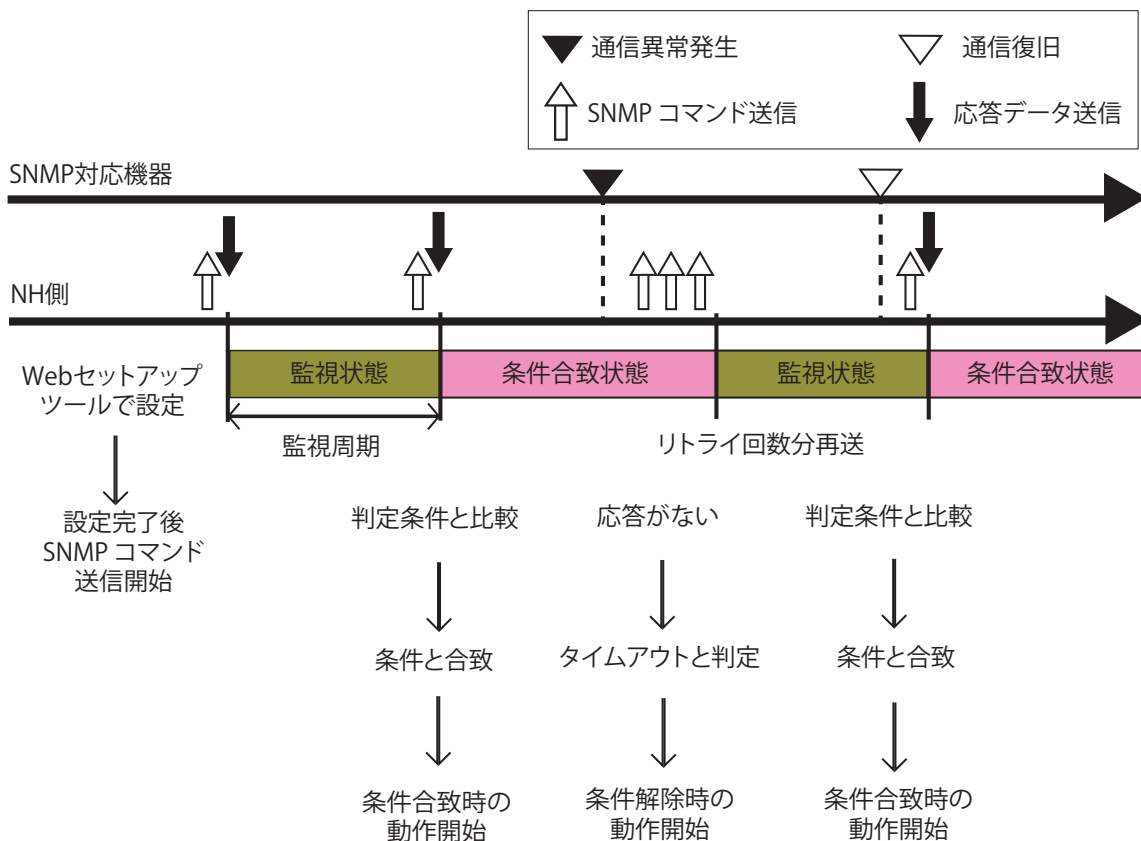 通信異常発生
通信復旧
SNMP コマンド送信
応答データ送信
SNMP対応機器
NH側
Webセットアップ
ツールで設定
監視状態
条件合致状態
監視状態
条件合致状態
監視周期
リトライ回数分再送
設定完了後
SNMP コマンド
送信開始
判定条件と比較
応答がない
判定条件と比較
条件と合致
タイムアウトと判定
条件と合致
条件合致時の
動作開始
条件解除時の
動作開始
条件合致時の
動作開始